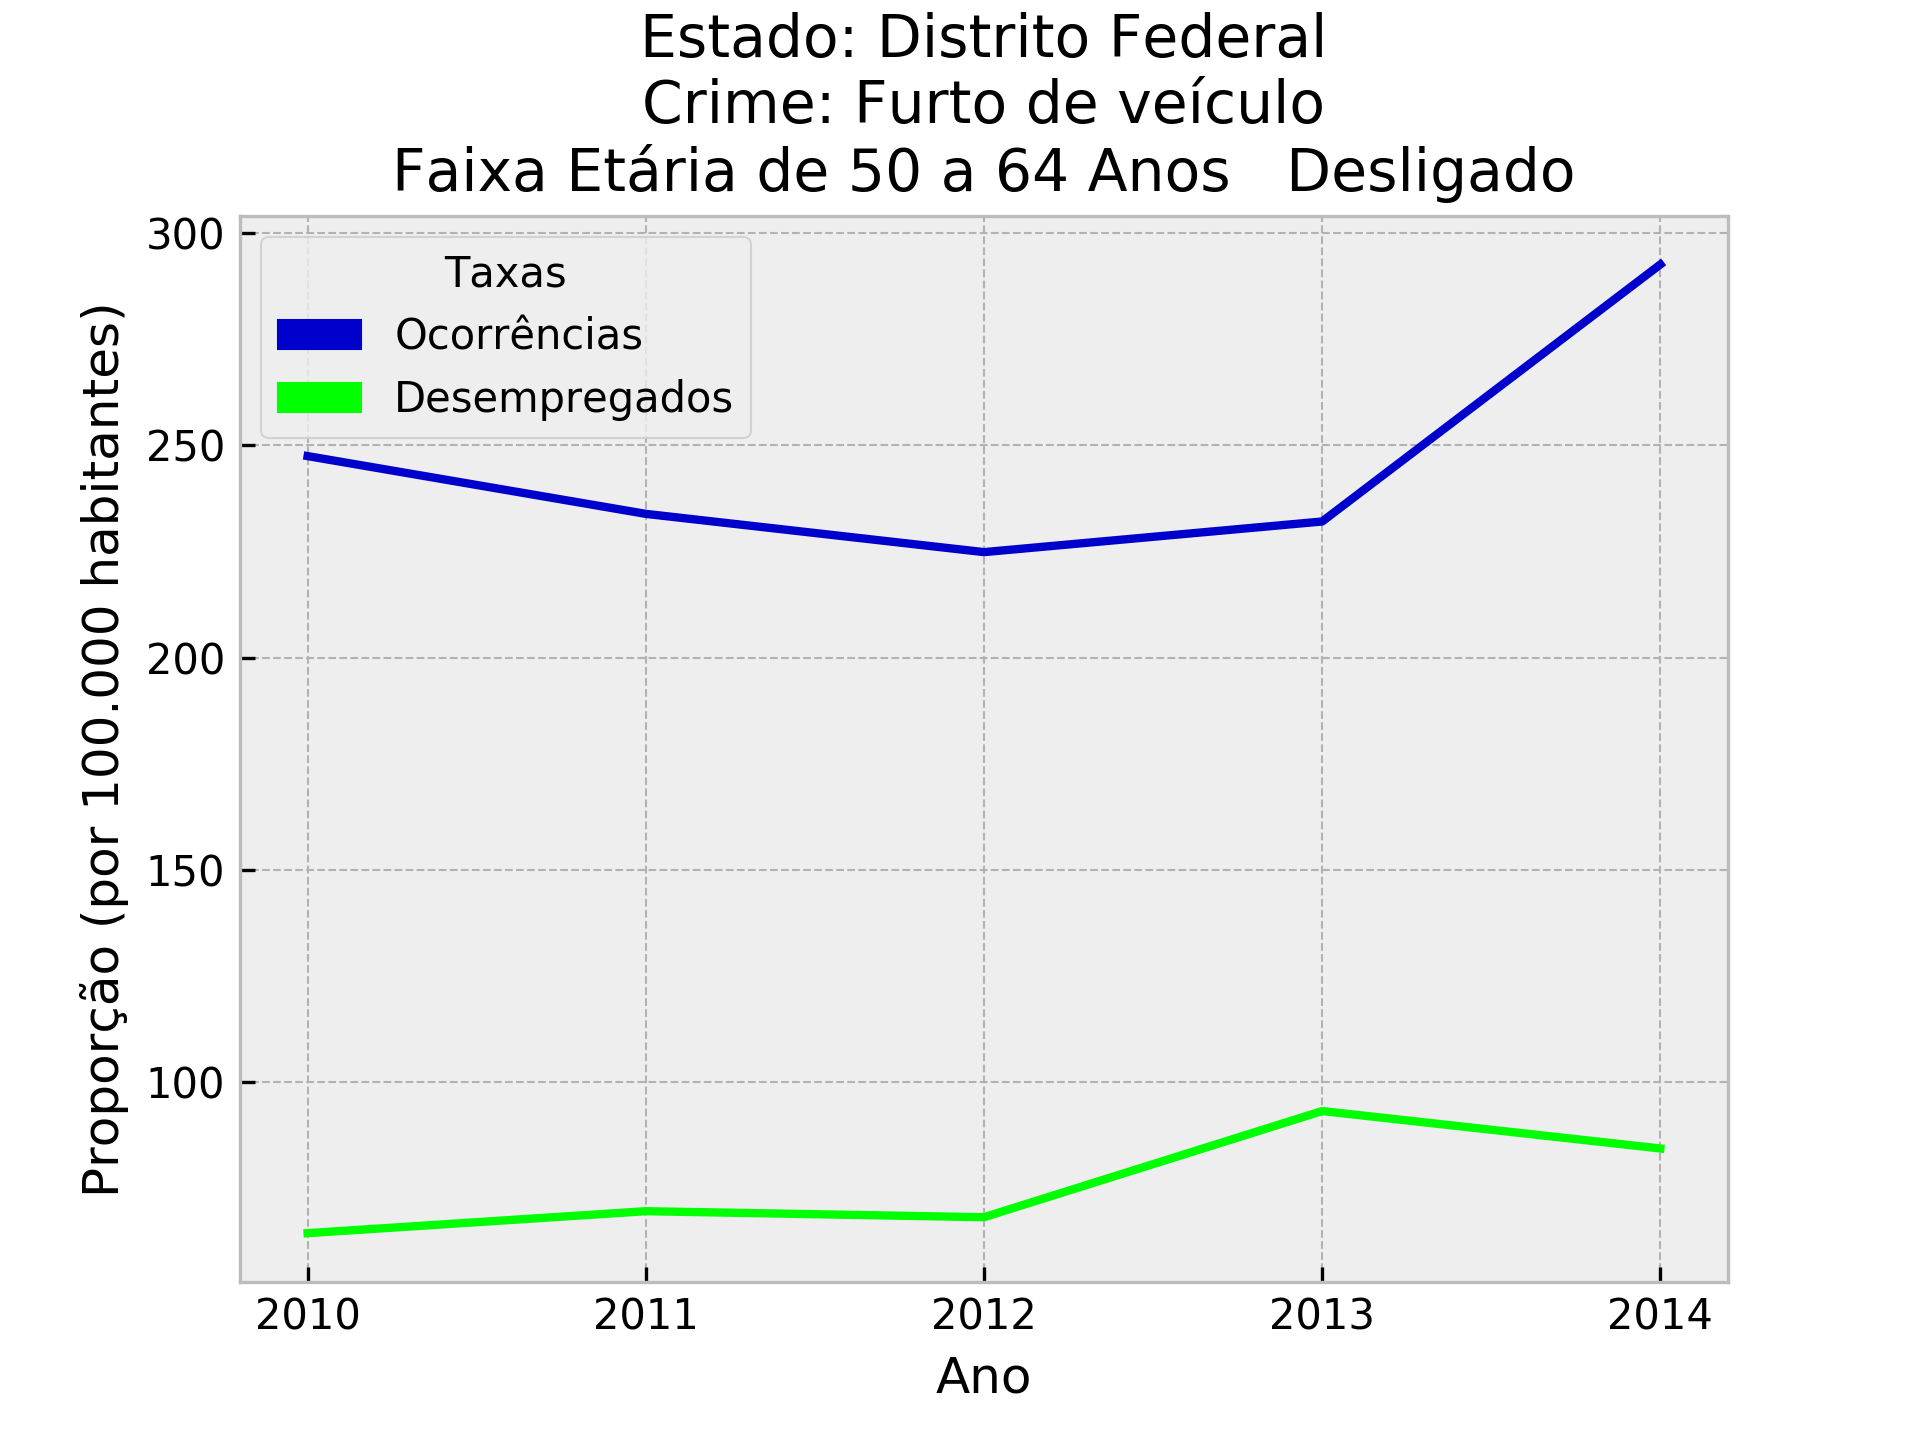 Estado: Distrito Federal
Crime: Furto de veículo
Faixa Etária de 50 a 64 Anos   Desligado
Proporção (por 100.000 habitantes)
300
250
200
150
100
Taxas
Ocorrências
Desempregados
2010 2011 2012 2013 2014
Ano